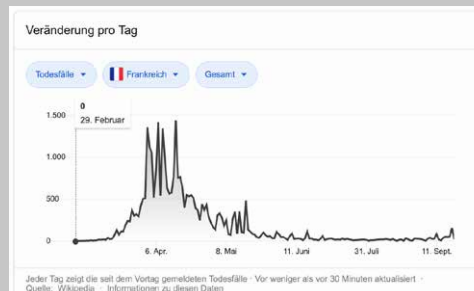 Veränderung pro Tag
Todesfälle Frankreich Gesamt
0
29. Februar
1.500
1.000
500
0
6. Apr. 8. Mai 11. Juni 31. Juli 11. Sept.
Jeder Tag zeigt die seit dem Vortag gemeldeten Todesfälle · Vor weniger als vor 30 Minuten aktualisiert ·
Quelle: Wikipedia · Informationen zu diesen Daten